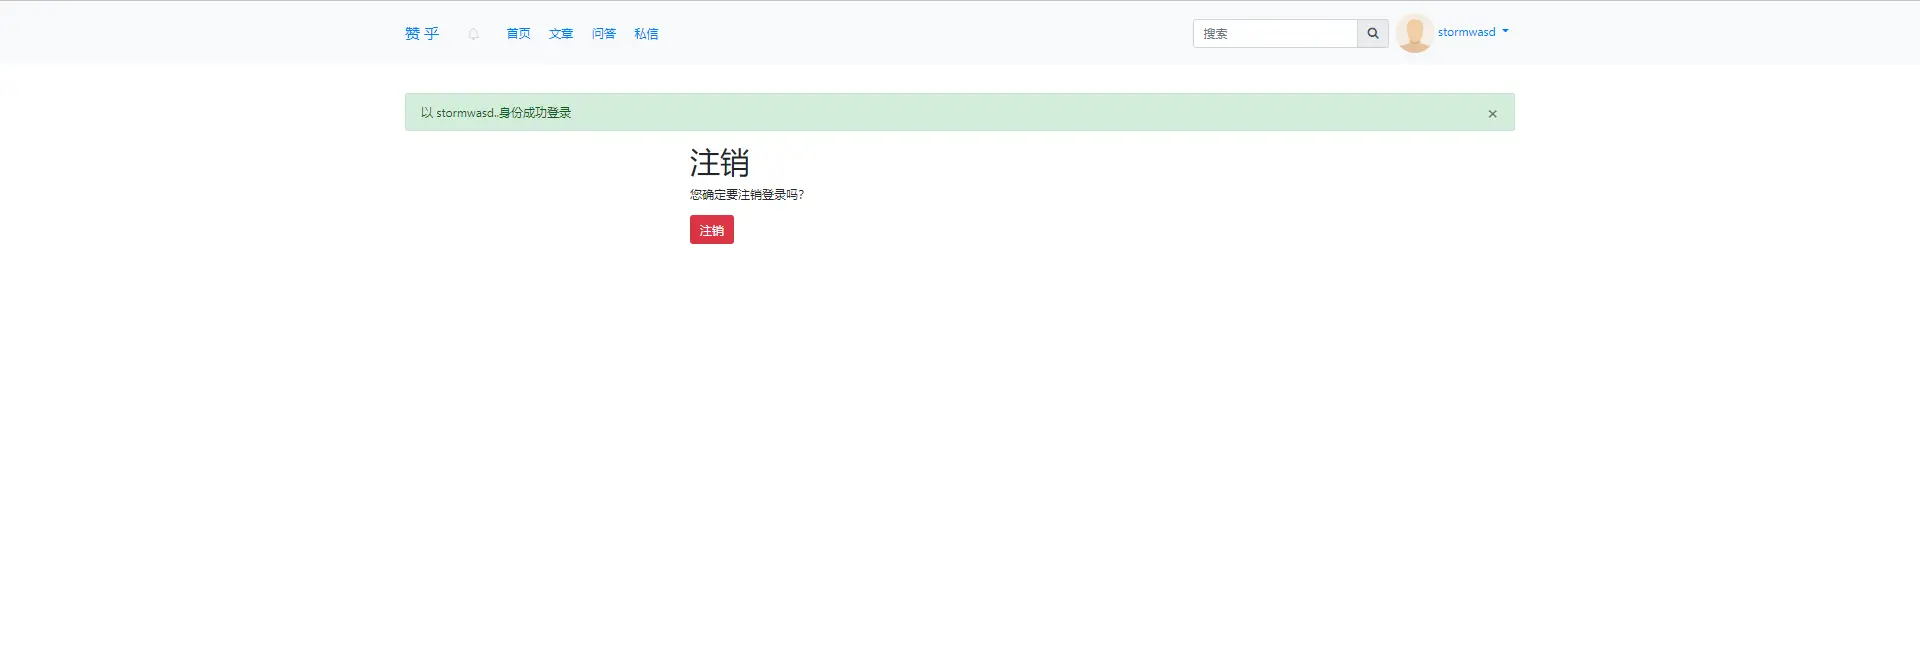 赞乎 首页 文章 问答 私信 搜索 stormwasd
以 stormwasd..身份成功登录 ×
注销
您确定要注销登录吗?
注销